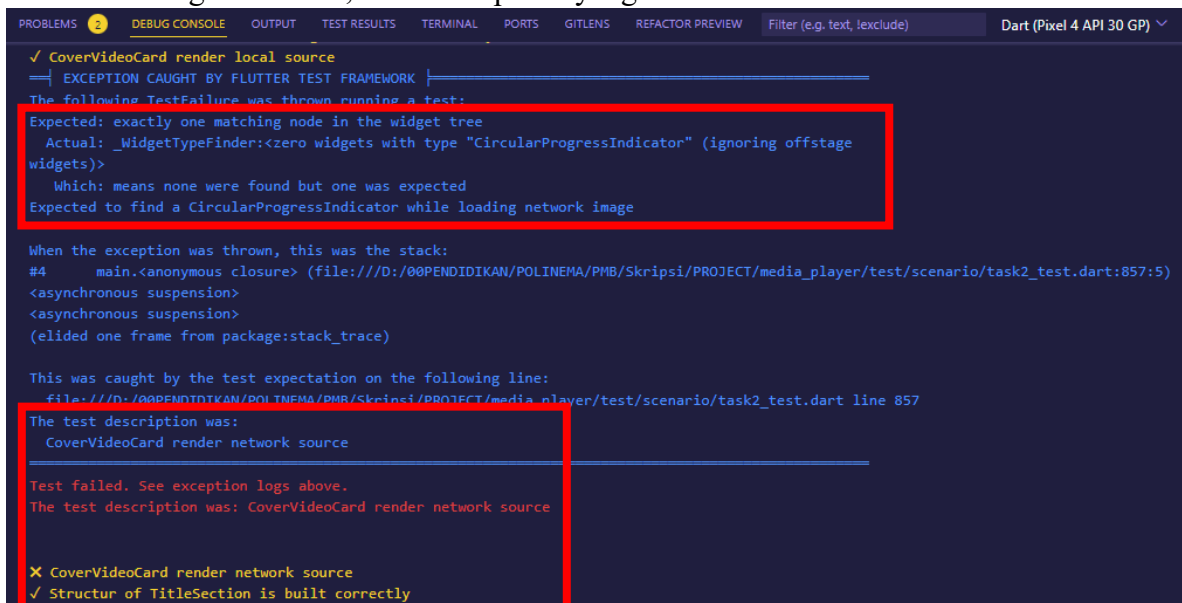 PROBLEMS 2 DEBUG CONSOLE OUTPUT TEST RESULTS TERMINAL PORTS GITLENS REFACTOR PREVIEW Filter (e.g. text, !exclude) Dart (Pixel 4 API 30 GP)
✓ CoverVideoCard render local source
══╡ EXCEPTION CAUGHT BY FLUTTER TEST FRAMEWORK ╞════════════════════════════════════════════════════
The following TestFailure was thrown running a test:
Expected: exactly one matching node in the widget tree
Actual: _WidgetTypeFinder:<zero widgets with type "CircularProgressIndicator" (ignoring offstage
widgets)>
Which: means none were found but one was expected
Expected to find a CircularProgressIndicator while loading network image
When the exception was thrown, this was the stack:
#4 main.<anonymous closure> (file:///D:/00PENDIDIKAN/POLINEMA/PMB/Skripsi/PROJECT/media_player/test/scenario/task2_test.dart:857:5)
<asynchronous suspension>
<asynchronous suspension>
(elided one frame from package:stack_trace)
This was caught by the test expectation on the following line:
file:///D:/00PENDIDIKAN/POLINEMA/PMB/Skripsi/PROJECT/media_player/test/scenario/task2_test.dart line 857
The test description was:
CoverVideoCard render network source
════════════════════════════════════════════════════════════════════════════════════════════════════
Test failed. See exception logs above.
The test description was: CoverVideoCard render network source
✗ CoverVideoCard render network source
✓ Structur of TitleSection is built correctly